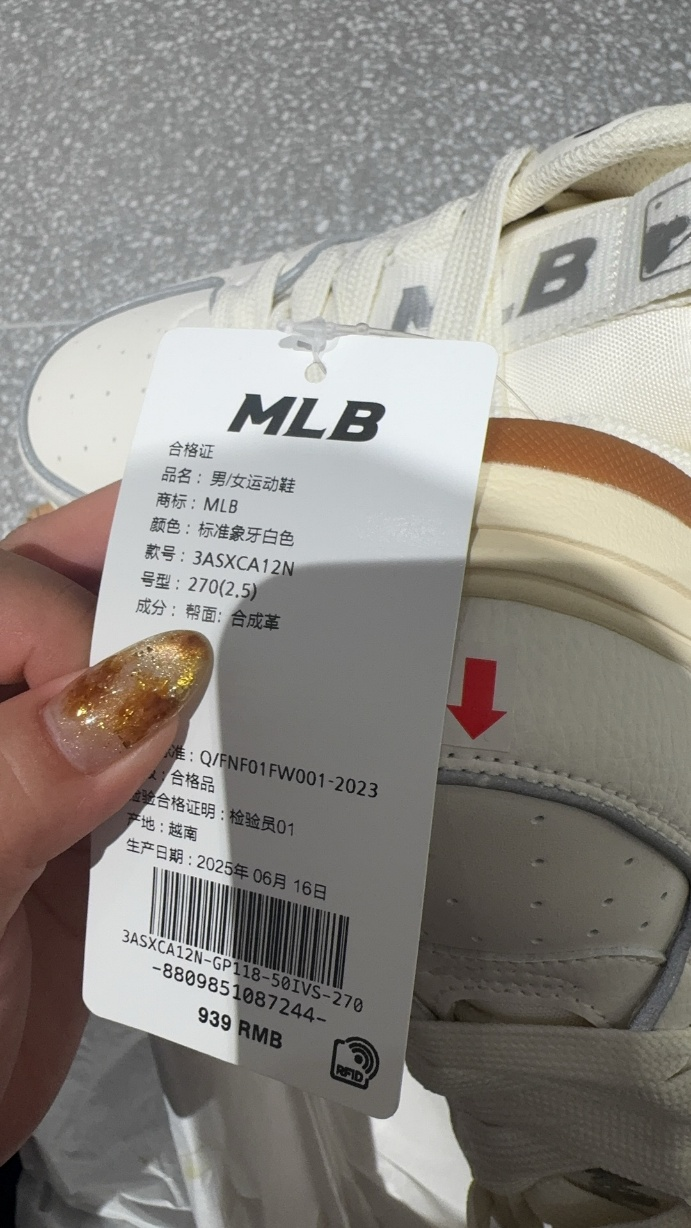 MLB
MLB
合格证
品名：男/女运动鞋
商标：MLB
颜色：标准象牙白色
款号：3ASXCA12N
号型：270(2.5)
成分：帮面：合成革
准：Q/FNF01FW001-2023
：合格品
检验合格证明：检验员01
产地：越南
生产日期：2025年 06月 16日
3ASXCA12N-GP118-50IVS-270
-8809851087244-
939 RMB
RFID